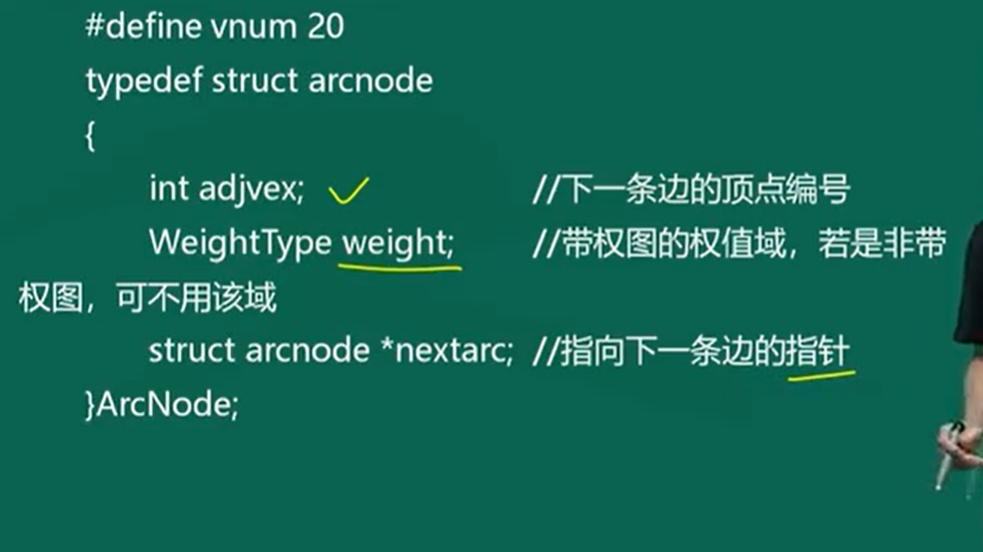 #define vnum 20
typedef struct arcnode
{
int adjvex; //下一条边的顶点编号
WeightType weight; //带权图的权值域，若是非带
权图，可不用该域
struct arcnode *nextarc; //指向下一条边的指针
}ArcNode;